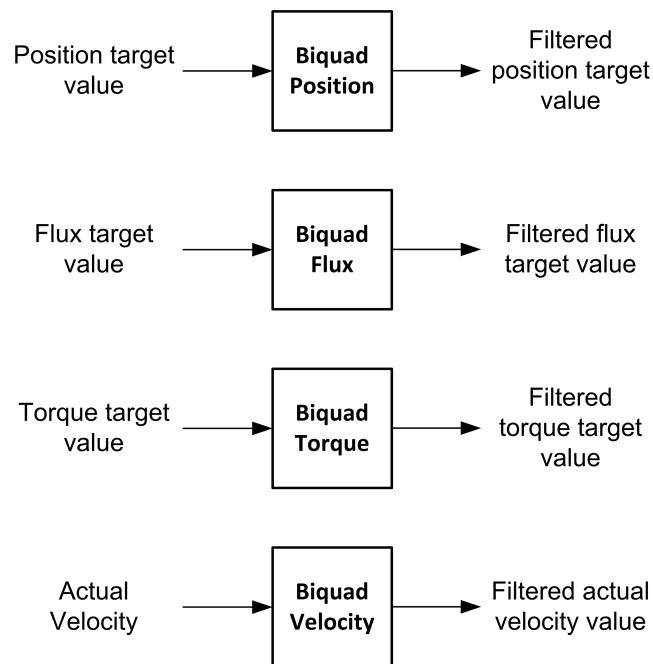 Position target
value
Biquad
Position
Filtered
position target
value
Flux target
value
Biquad
Flux
Filtered flux
target value
Torque target
value
Biquad
Torque
Filtered
torque target
value
Actual
Velocity
Biquad
Velocity
Filtered actual
velocity value